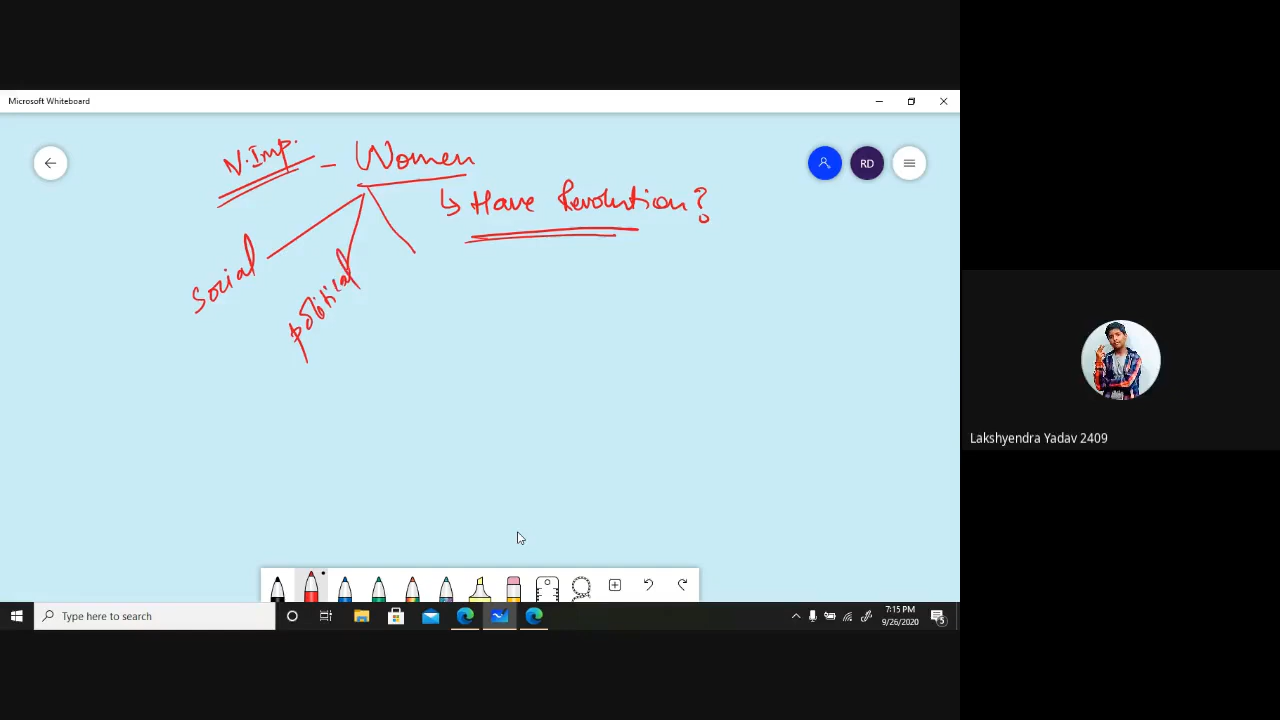 Microsoft Whiteboard
V.Imp. - Women
↳ Have Revolution?
RD
Social
political
Lakshyendra Yadav 2409
Type here to search
7:15 PM
9/26/2020
5